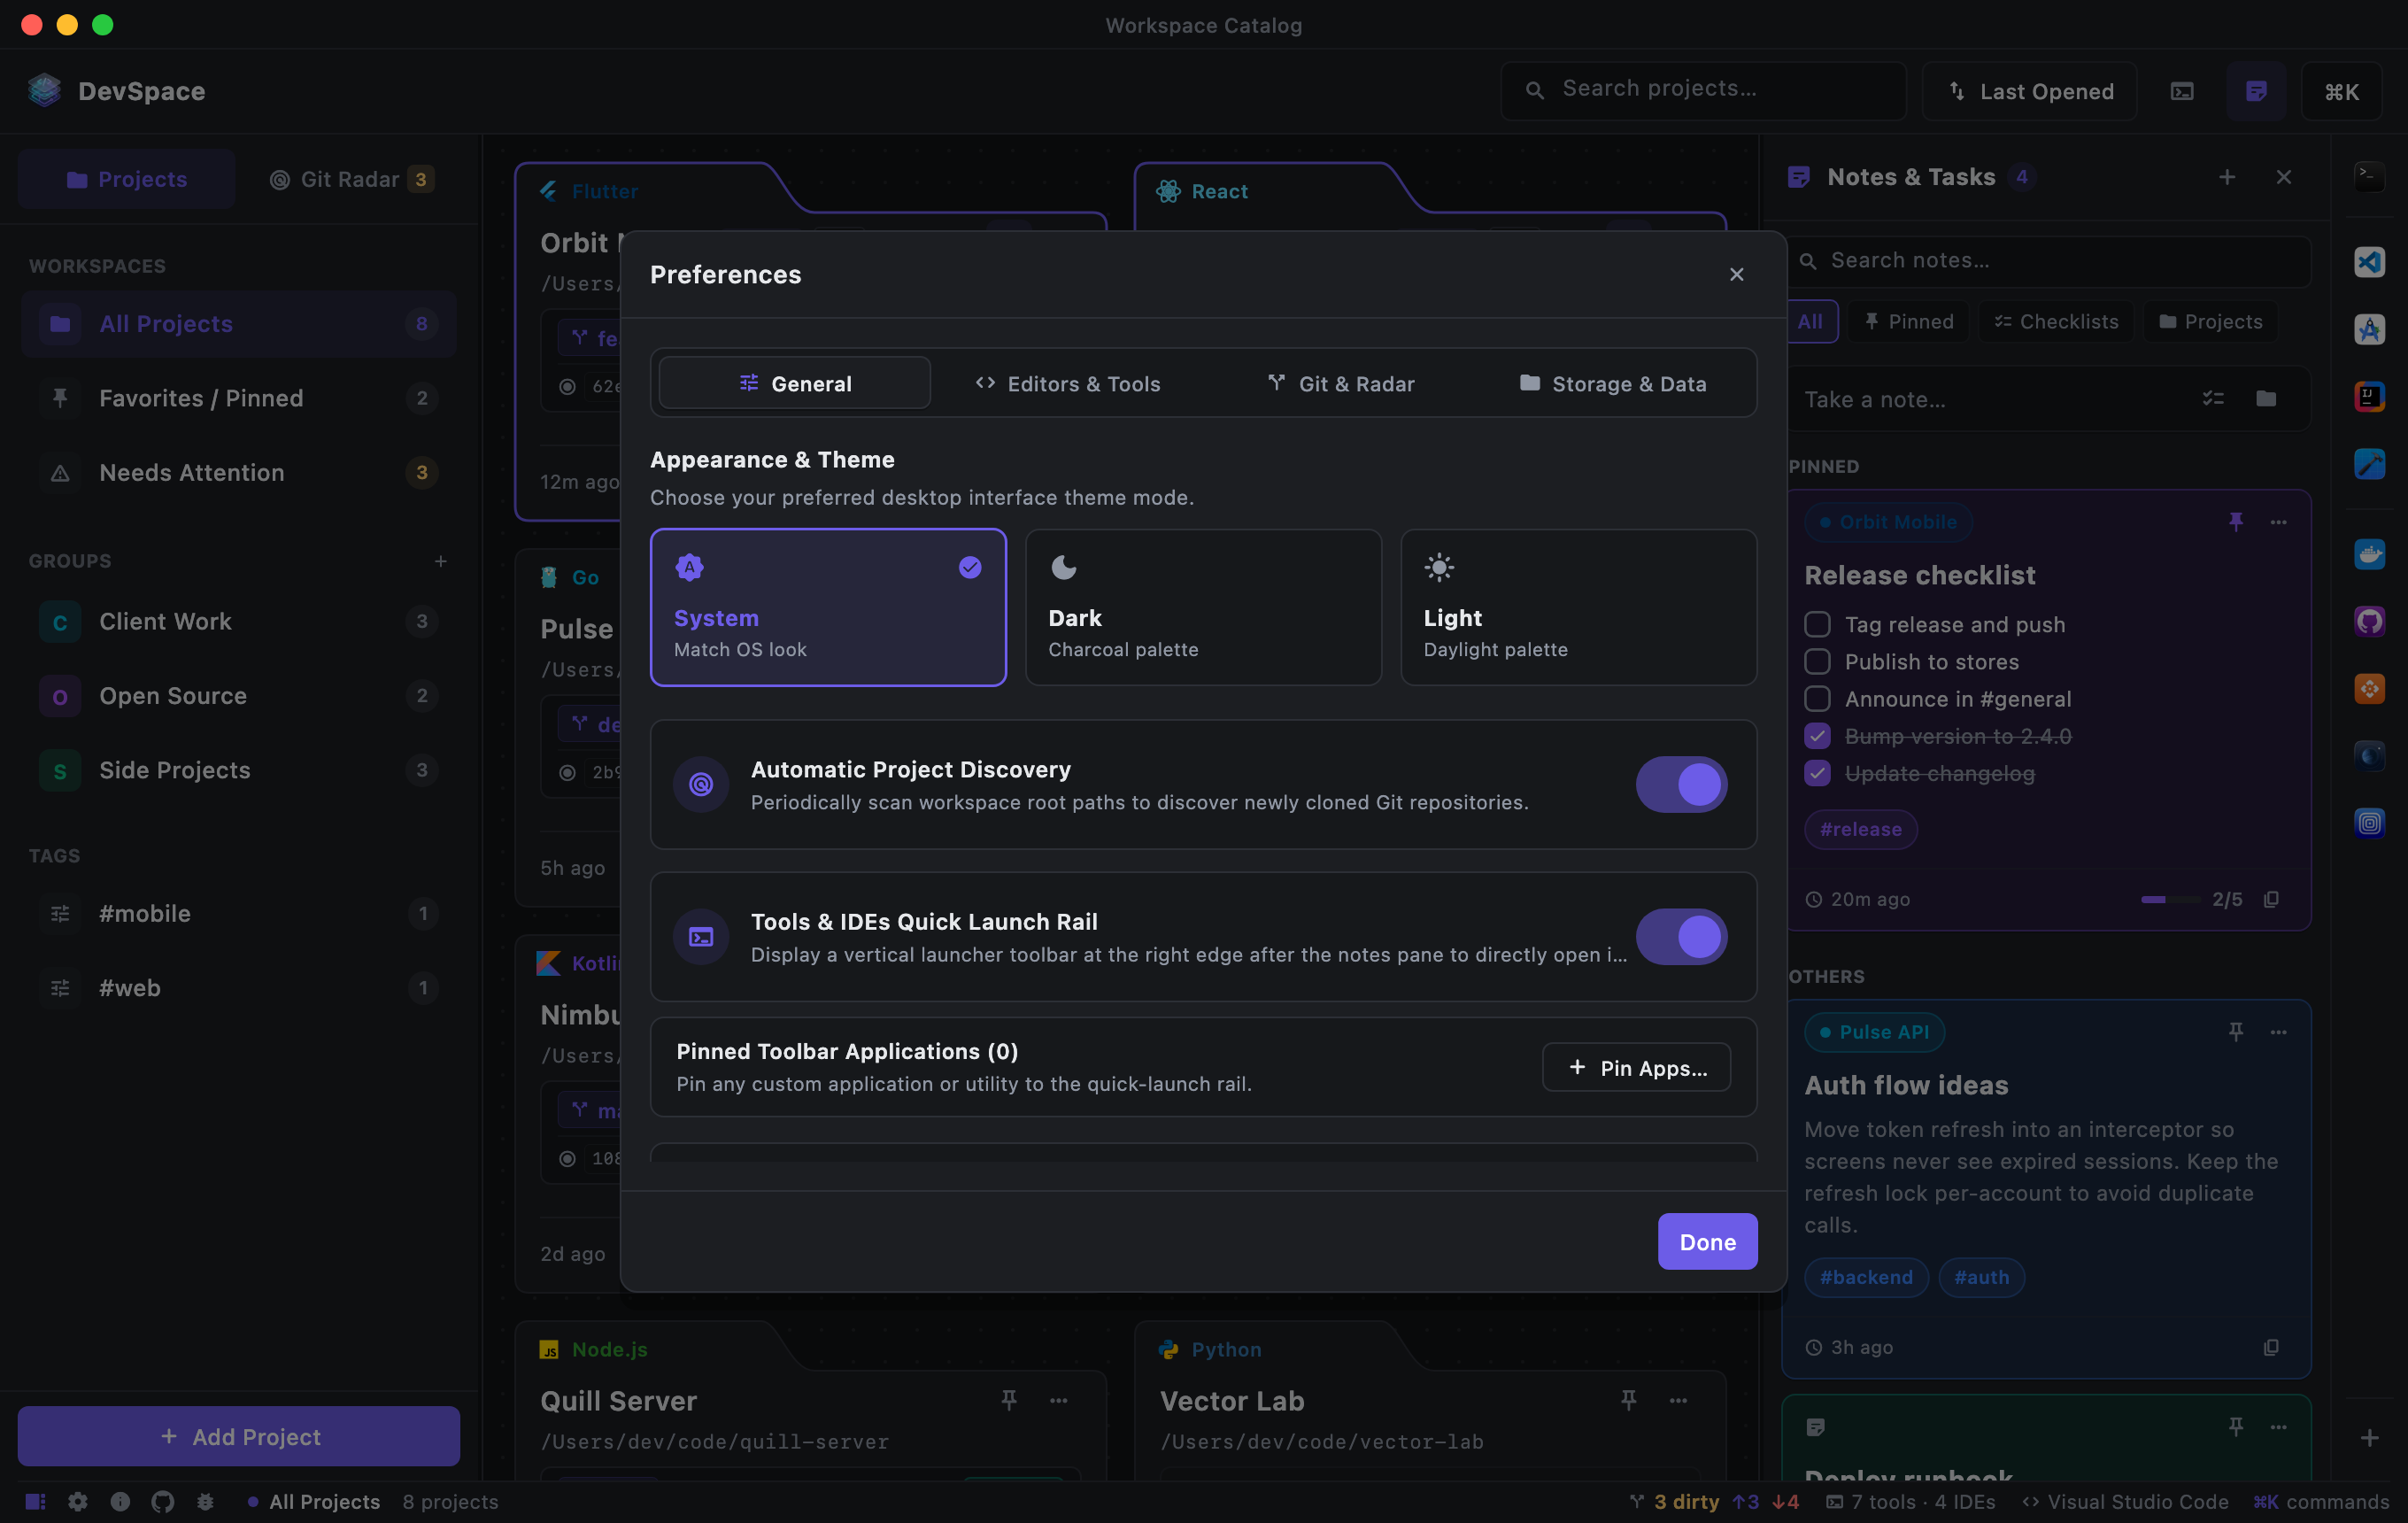 Workspace Catalog
DevSpace
Search projects...
Last Opened
⌘K
Projects
Git Radar 3
WORKSPACES
All Projects 8
Favorites / Pinned 2
Needs Attention 3
GROUPS +
C Client Work 3
O Open Source 2
S Side Projects 3
TAGS
#mobile 1
#web 1
+ Add Project
Flutter
Orbit
/Users/
12m ago
React
Go
Pulse
/Users/
5h ago
/Users/
2d ago
Node.js
Quill Server
/Users/dev/code/quill-server
Python
Vector Lab
/Users/dev/code/vector-lab
Preferences
General
Editors & Tools
Git & Radar
Storage & Data
Appearance & Theme
Choose your preferred desktop interface theme mode.
System
Match OS look
Dark
Charcoal palette
Light
Daylight palette
Automatic Project Discovery
Periodically scan workspace root paths to discover newly cloned Git repositories.
Tools & IDEs Quick Launch Rail
Display a vertical launcher toolbar at the right edge after the notes pane to directly open i...
Pinned Toolbar Applications (0)
Pin any custom application or utility to the quick-launch rail.
+ Pin Apps...
Done
Notes & Tasks 4
Search notes...
All
Pinned
Checklists
Projects
Take a note...
PINNED
Orbit Mobile
Release checklist
Tag release and push
Publish to stores
Announce in #general
Bump version to 2.4.0
Update changelog
#release
20m ago
2/5
OTHERS
Pulse API
Auth flow ideas
Move token refresh into an interceptor so
screens never see expired sessions. Keep the
refresh lock per-account to avoid duplicate
calls.
#backend
#auth
3h ago
Deploy runbook
All Projects 8 projects
3 dirty ↑3 ↓4
7 tools · 4 IDEs
Visual Studio Code
⌘K commands